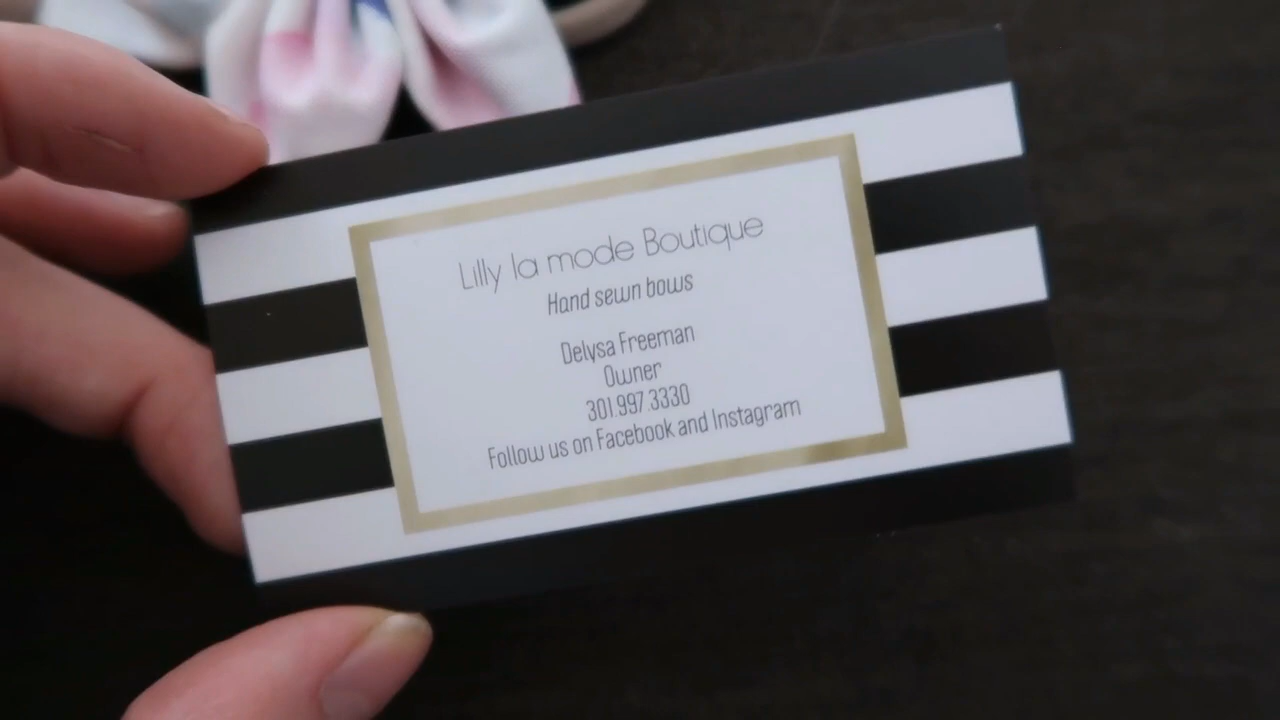 Lilly la mode Boutique
Hand sewn bows
Delysa Freeman
Owner
301.997.3330
Follow us on Facebook and Instagram